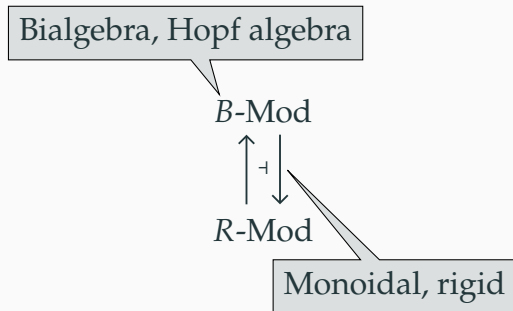 Bialgebra, Hopf algebra
B-Mod
⊣
R-Mod
Monoidal, rigid